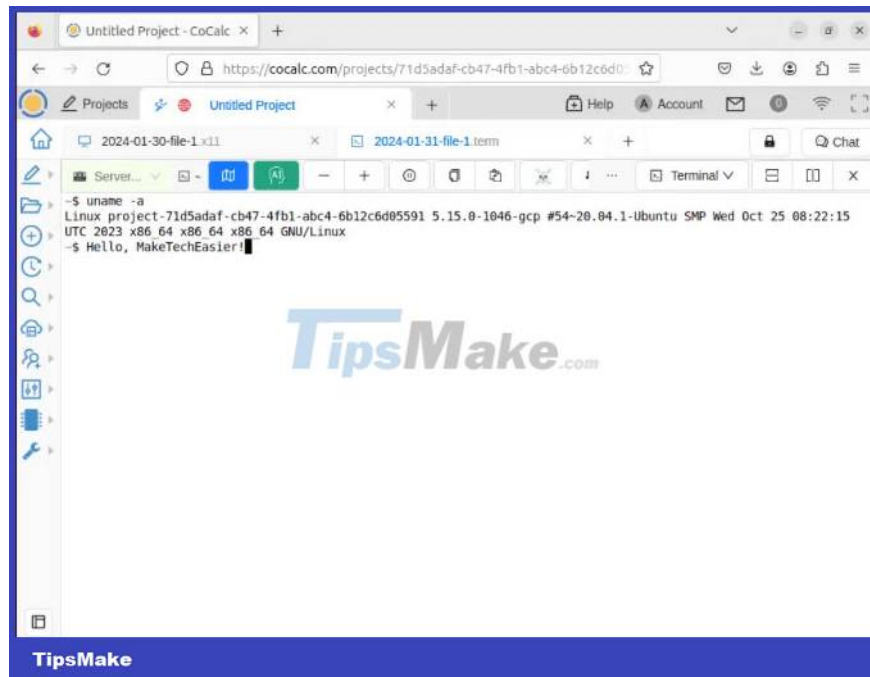 Untitled Project - CoCalc
https://cocalc.com/projects/71d5adaf-cb47-4fb1-abc4-6b12c6d05
Projects
Untitled Project
Help
A Account
0
2024-01-30-file-1.x11
2024-01-31-file-1.term
Chat
Server...
AI
Terminal
~$ uname -a
Linux project-71d5adaf-cb47-4fb1-abc4-6b12c6d05591 5.15.0-1046-gcp #54~20.04.1-Ubuntu SMP Wed Oct 25 08:22:15
UTC 2023 x86_64 x86_64 x86_64 GNU/Linux
~$ Hello, MakeTechEasier!
TipsMake.com
TipsMake